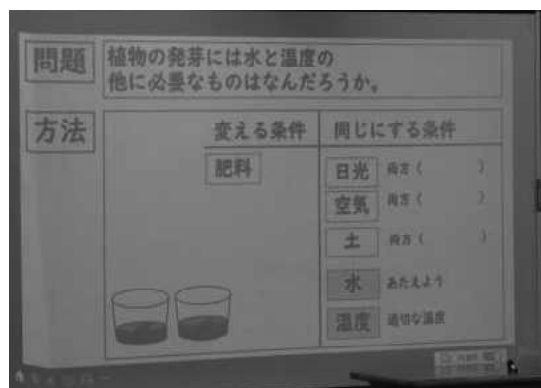 問題
植物の発芽には水と温度の
他に必要なものはなんだろうか。
方法
変える条件
同じにする条件
肥料
日光 両方（　　）
空気 両方（　　）
土 両方（　　）
水 あたえよう
温度 適切な温度